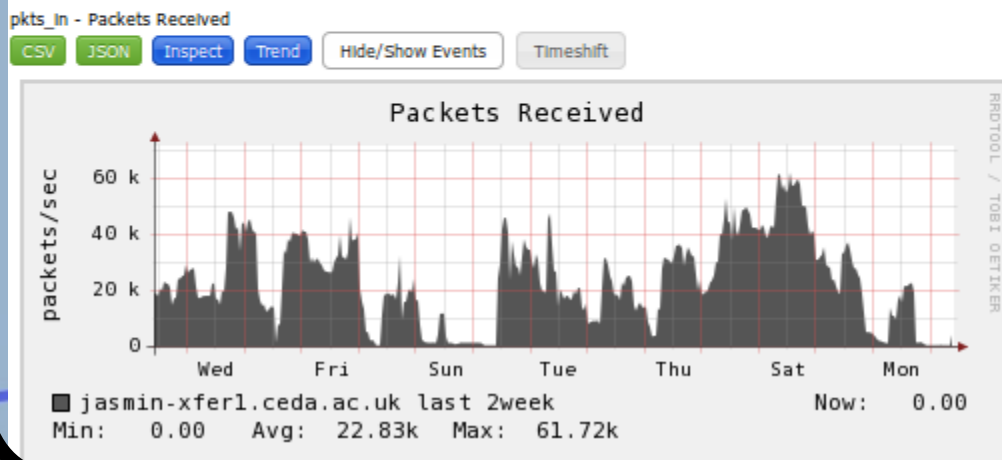 pkts_in - Packets Received
CSV JSON Inspect Trend Hide/Show Events Timeshift
Packets Received
RRDTOOL / TOBI OETIKER
packets/sec
60 k
40 k
20 k
0
Wed Fri Sun Tue Thu Sat Mon
jasmin-xfer1.ceda.ac.uk last 2week Now: 0.00
Min: 0.00 Avg: 22.83k Max: 61.72k